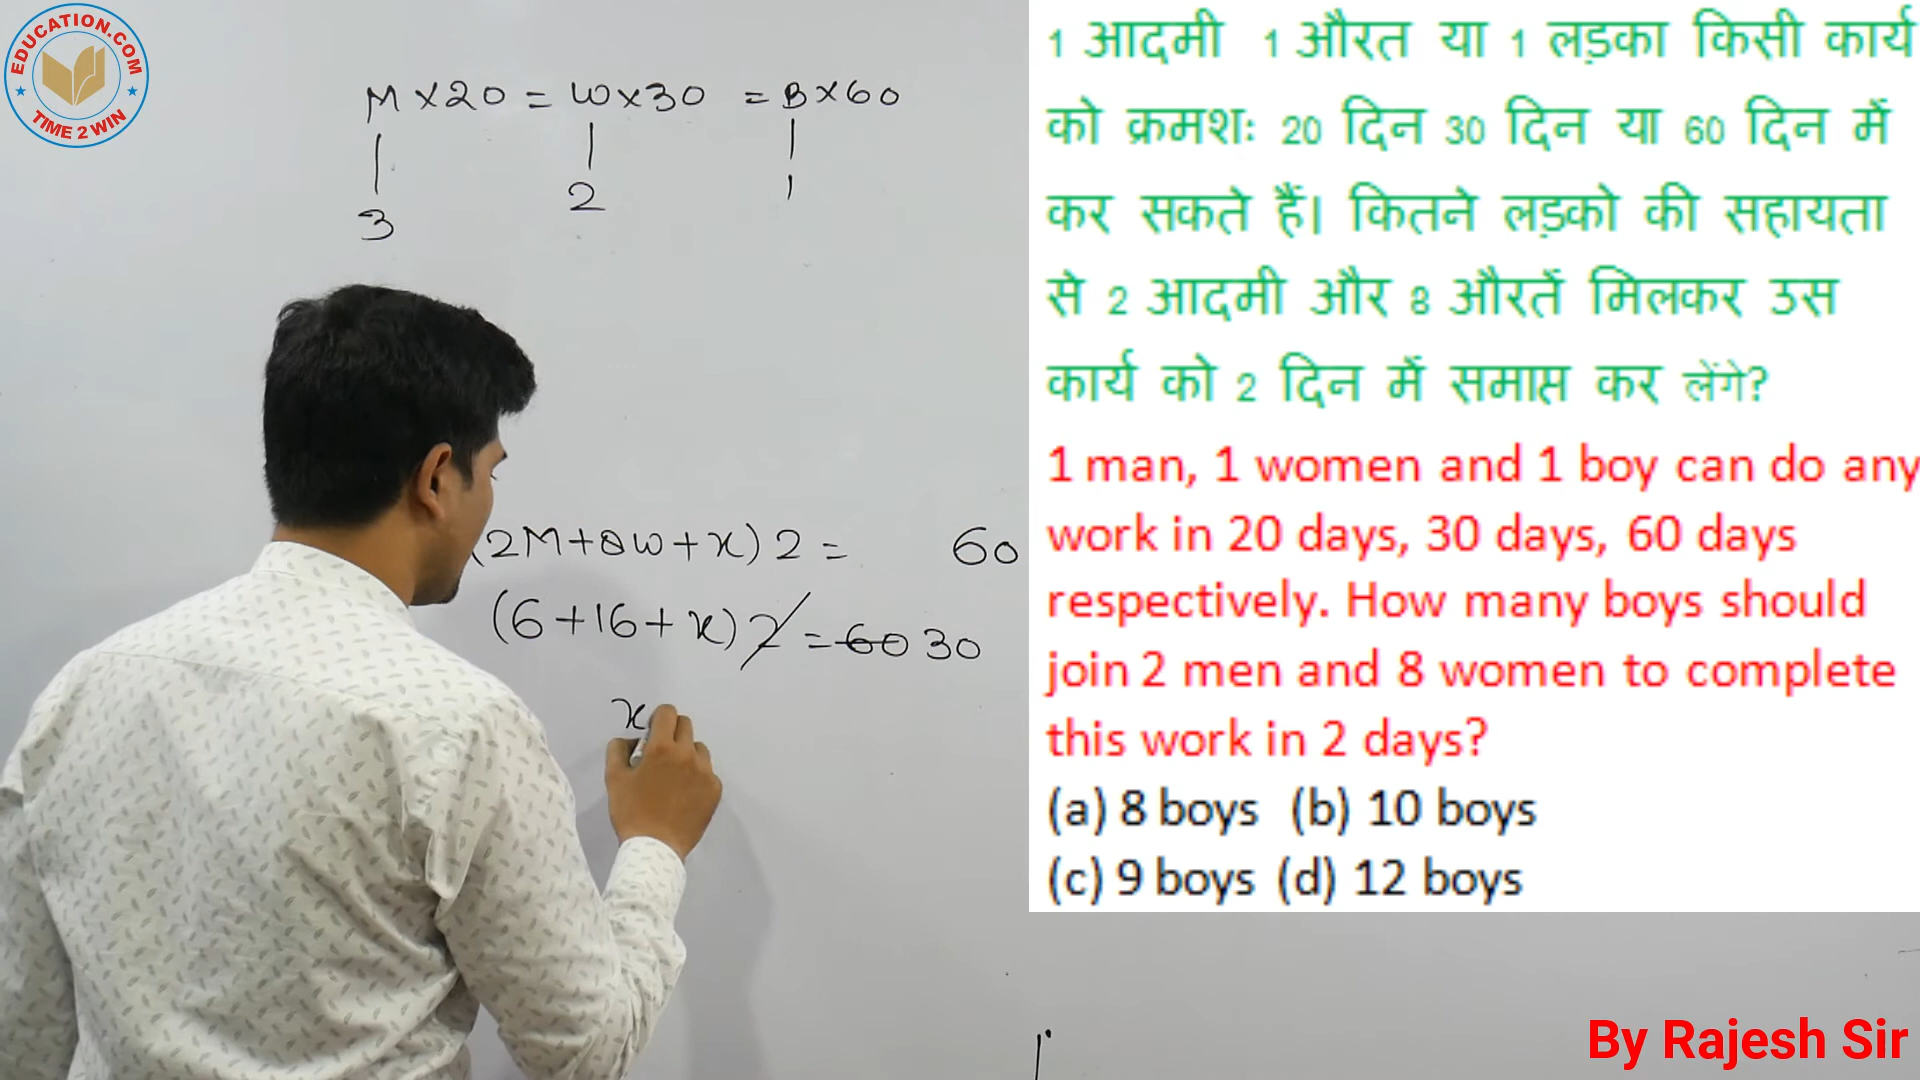 EDUCATION.COM
TIME 2 WIN
M × 20 = W × 30 = B × 60
3 2 1
(2M+8W+x) 2 = 60
(6+16+x) 2 = 60 30
x
1 आदमी 1 औरत या 1 लड़का किसी कार्य
को क्रमशः 20 दिन 30 दिन या 60 दिन में
कर सकते हैं। कितने लड़को की सहायता
से 2 आदमी और 8 औरतें मिलकर उस
कार्य को 2 दिन में समाप्त कर लेंगे?
1 man, 1 women and 1 boy can do any
work in 20 days, 30 days, 60 days
respectively. How many boys should
join 2 men and 8 women to complete
this work in 2 days?
(a) 8 boys (b) 10 boys
(c) 9 boys (d) 12 boys
By Rajesh Sir